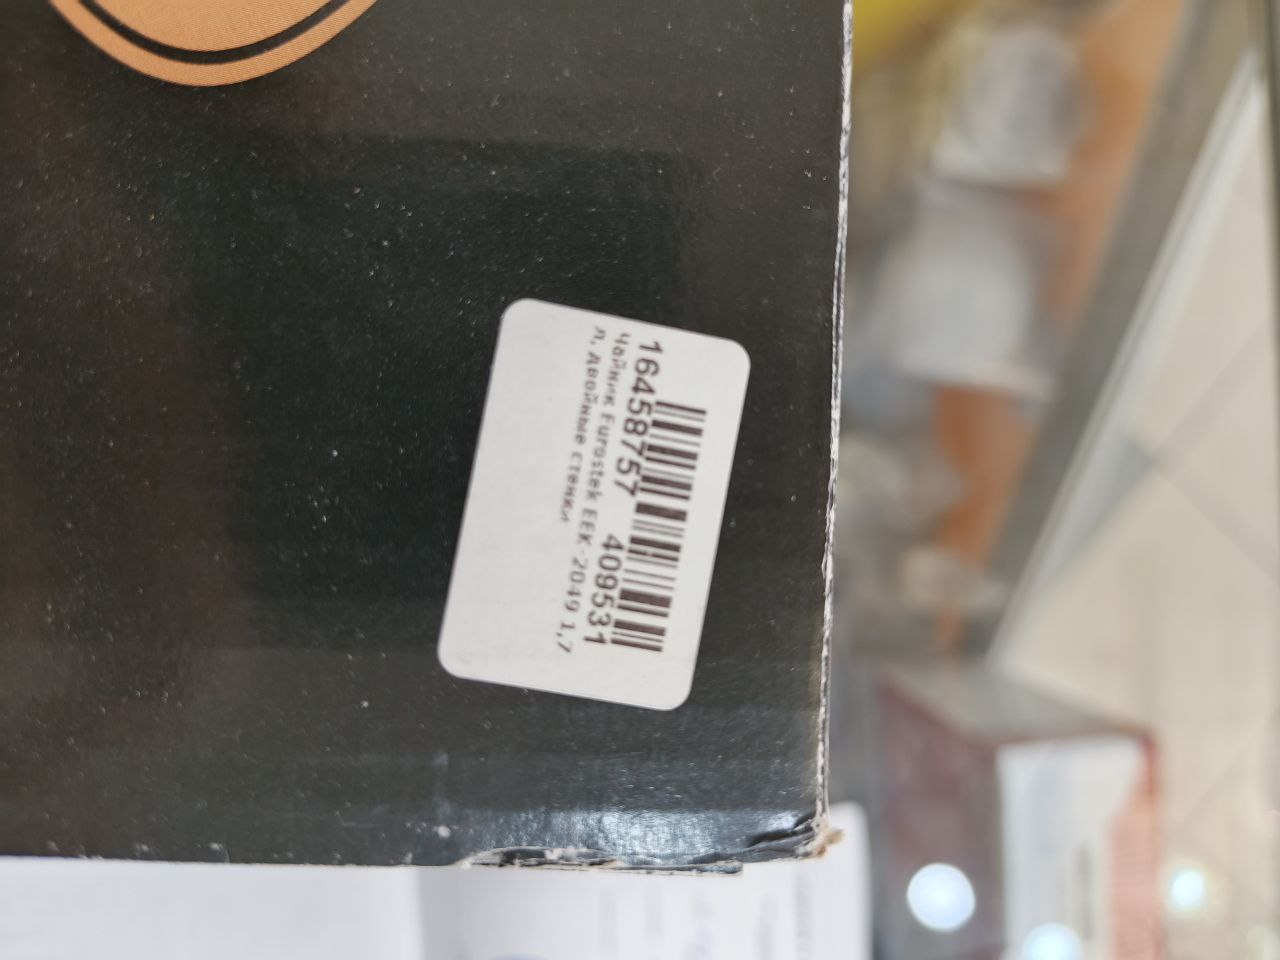 16458757 409531
Чайник Eurostek EEK-2049 1,7
л, двойные стенки